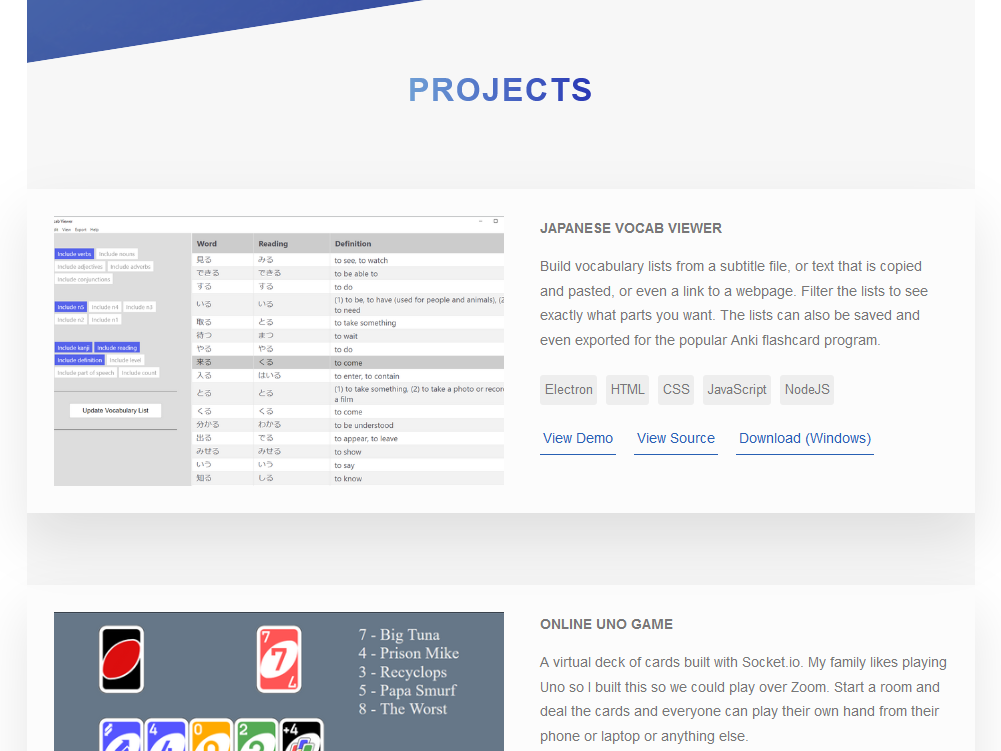 PROJECTS
Vocab Viewer
View Export Help
Include verbs Include nouns
Include adjectives Include adverbs
Include conjunctions
Include n5 Include n4 Include n3
Include n2 Include n1
Include kanji Include reading
Include definition Include level
Include part of speech Include count
Update Vocabulary List
Word Reading Definition
見る みる to see, to watch
できる できる to be able to
する する to do
いる いる (1) to be, to have (used for people and animals),
to need
取る とる to take something
待つ まつ to wait
やる やる to do
来る くる to come
入る はいる to enter, to contain
とる とる (1) to take something, (2) to take a photo or recor
a film
くる くる to come
分かる わかる to be understood
出る でる to appear, to leave
みせる みせる to show
いう いう to say
知る しる to know
JAPANESE VOCAB VIEWER
Build vocabulary lists from a subtitle file, or text that is copied
and pasted, or even a link to a webpage. Filter the lists to see
exactly what parts you want. The lists can also be saved and
even exported for the popular Anki flashcard program.
Electron HTML CSS JavaScript NodeJS
View Demo View Source Download (Windows)
7
7
7
7 - Big Tuna
4 - Prison Mike
3 - Recyclops
5 - Papa Smurf
8 - The Worst
4 0 2 +4
ONLINE UNO GAME
A virtual deck of cards built with Socket.io. My family likes playing
Uno so I built this so we could play over Zoom. Start a room and
deal the cards and everyone can play their own hand from their
phone or laptop or anything else.